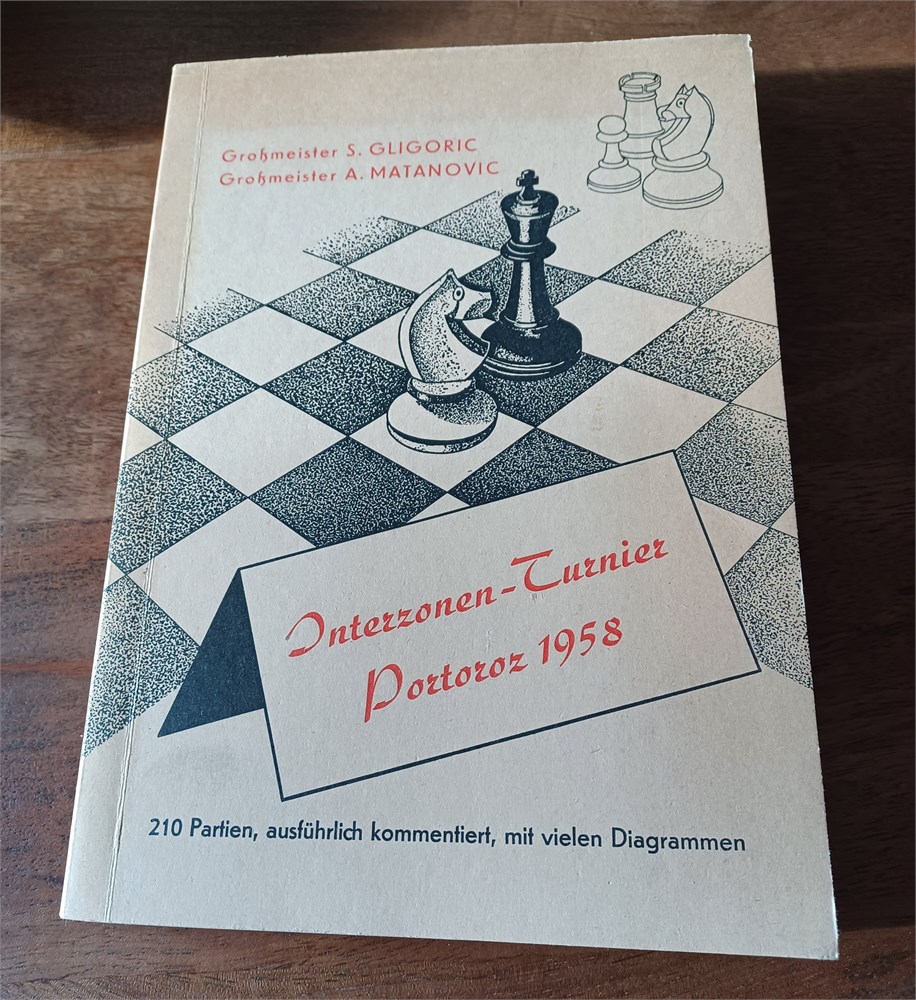 Großmeister S. GLIGORIC
Großmeister A. MATANOVIC
Interzonen-Turnier
Portoroz 1958
210 Partien, ausführlich kommentiert, mit vielen Diagrammen